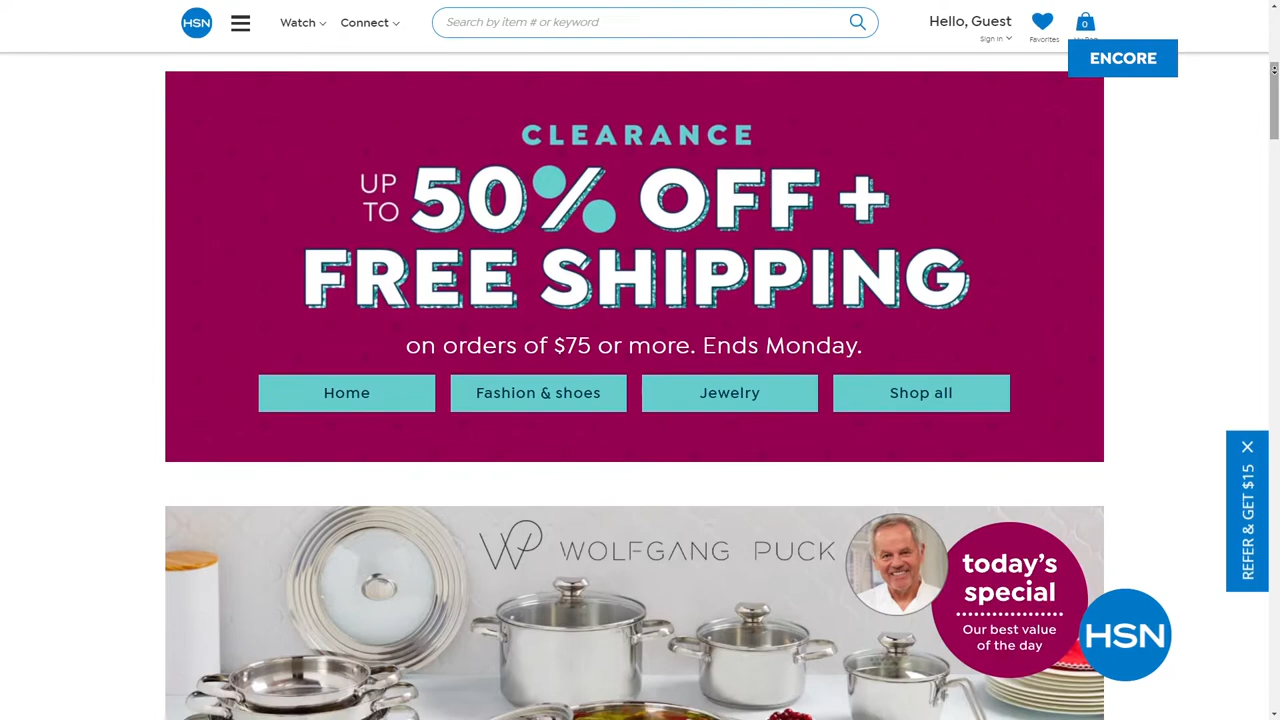 HSN
Watch
Connect
Search by item # or keyword
Hello, Guest
Sign In
Favorites
0
ENCORE
CLEARANCE
UP TO 50% OFF +
FREE SHIPPING
on orders of $75 or more. Ends Monday.
Home
Fashion & shoes
Jewelry
Shop all
REFER & GET $15
WP WOLFGANG PUCK
today's
special
Our best value
of the day
HSN